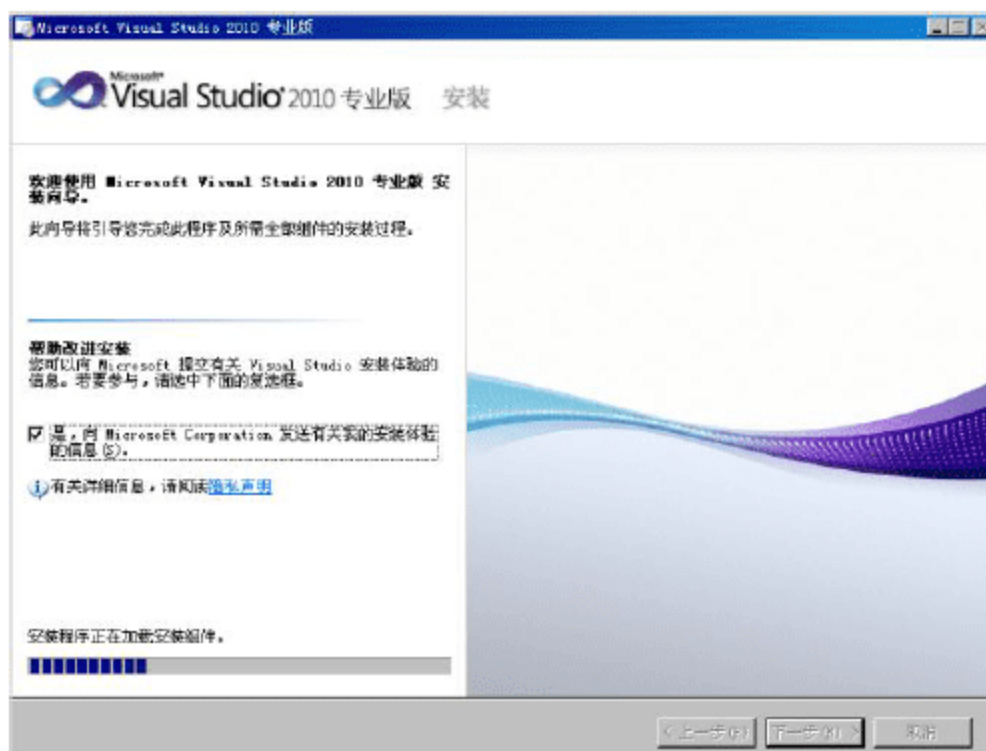 Microsoft Visual Studio 2010 专业版
Microsoft®
Visual Studio® 2010 专业版 安装
欢迎使用 Microsoft Visual Studio 2010 专业版 安
装向导。
此向导将引导您完成此程序及所需全部组件的安装过程。
帮助改进安装
您可以向 Microsoft 提交有关 Visual Studio 安装体验的
信息。若要参与，请选中下面的复选框。
是，向 Microsoft Corporation 发送有关我的安装体验
的信息(S)。
有关详细信息，请阅读隐私声明
安装程序正在加载安装组件。
< 上一步(P) 下一步(N) > 取消